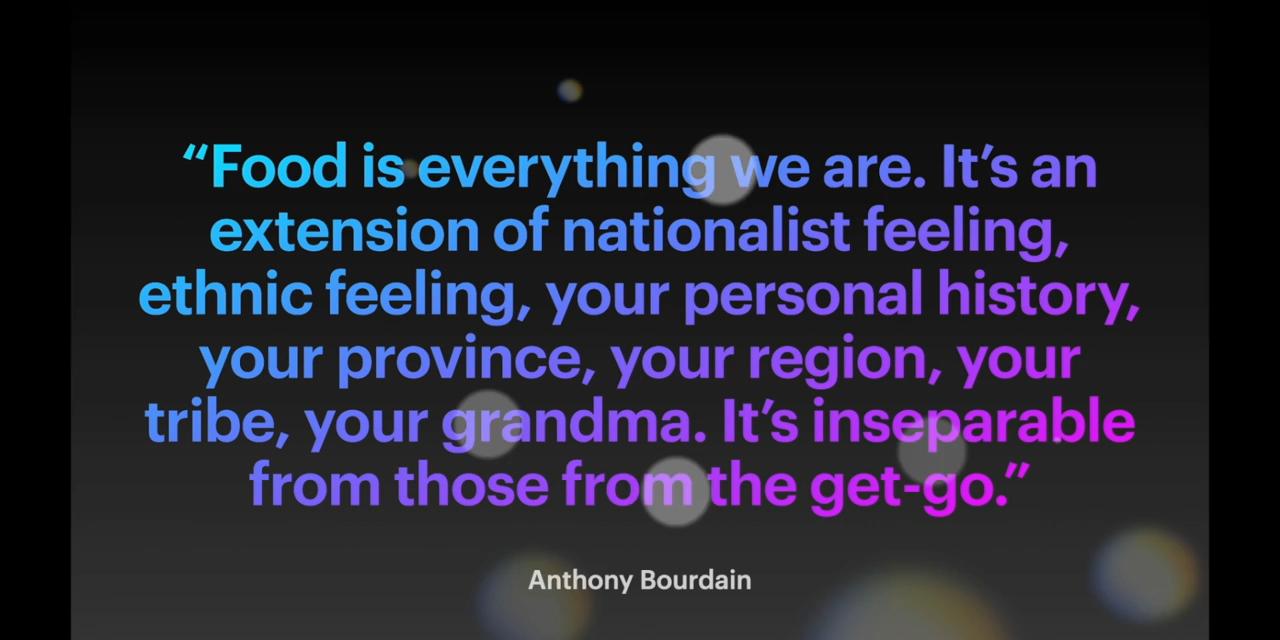 “Food is everything we are. It’s an
extension of nationalist feeling,
ethnic feeling, your personal history,
your province, your region, your
tribe, your grandma. It’s inseparable
from those from the get-go.”
Anthony Bourdain